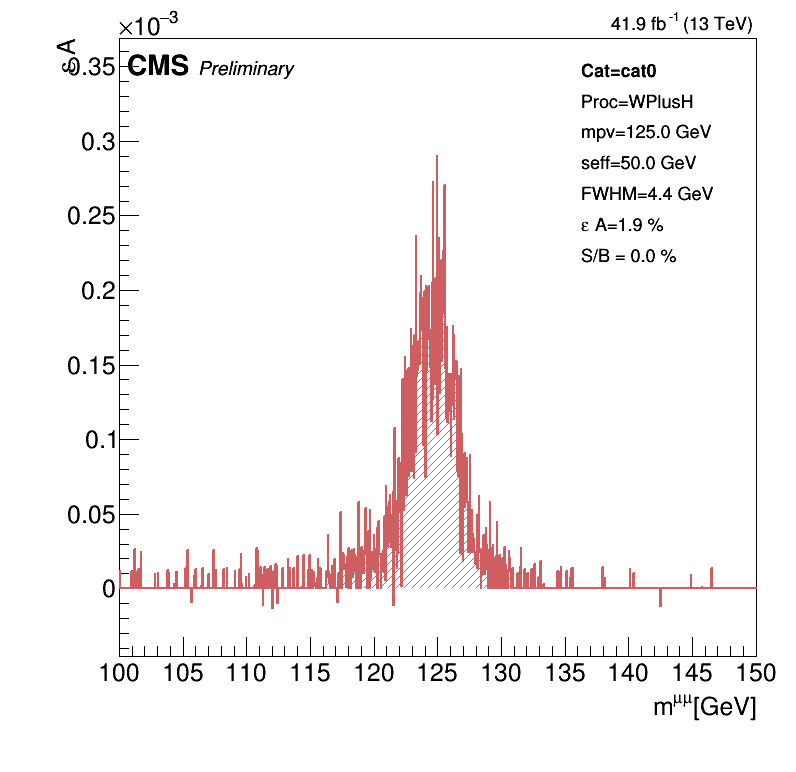 ×10⁻³
41.9 fb⁻¹ (13 TeV)
ε A
CMS Preliminary
Cat=cat0
Proc=WPlusH
mpv=125.0 GeV
seff=50.0 GeV
FWHM=4.4 GeV
ε A=1.9 %
S/B = 0.0 %
0.35
0.3
0.25
0.2
0.15
0.1
0.05
0
100 105 110 115 120 125 130 135 140 145 150
m^μμ[GeV]